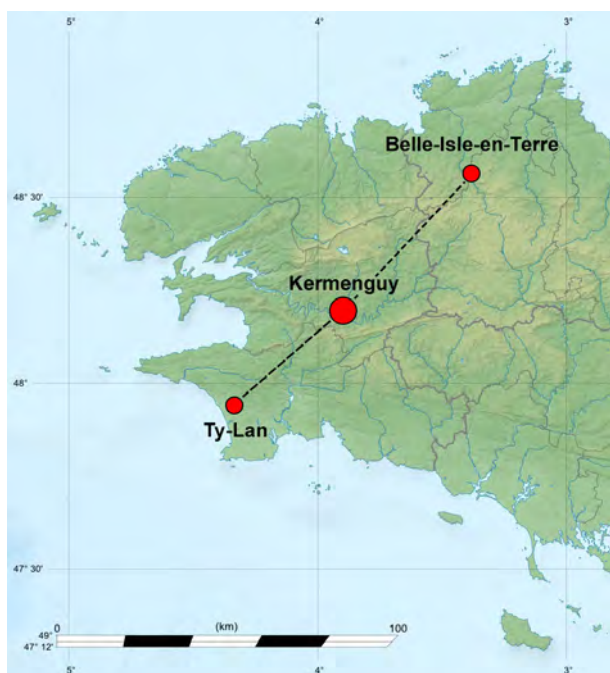 5° 4° 3°
Belle-Isle-en-Terre
48° 30'
Kermenguy
48°
Ty-Lan
47° 30'
0 (km) 100
49°
47° 12'
5° 4° 3°